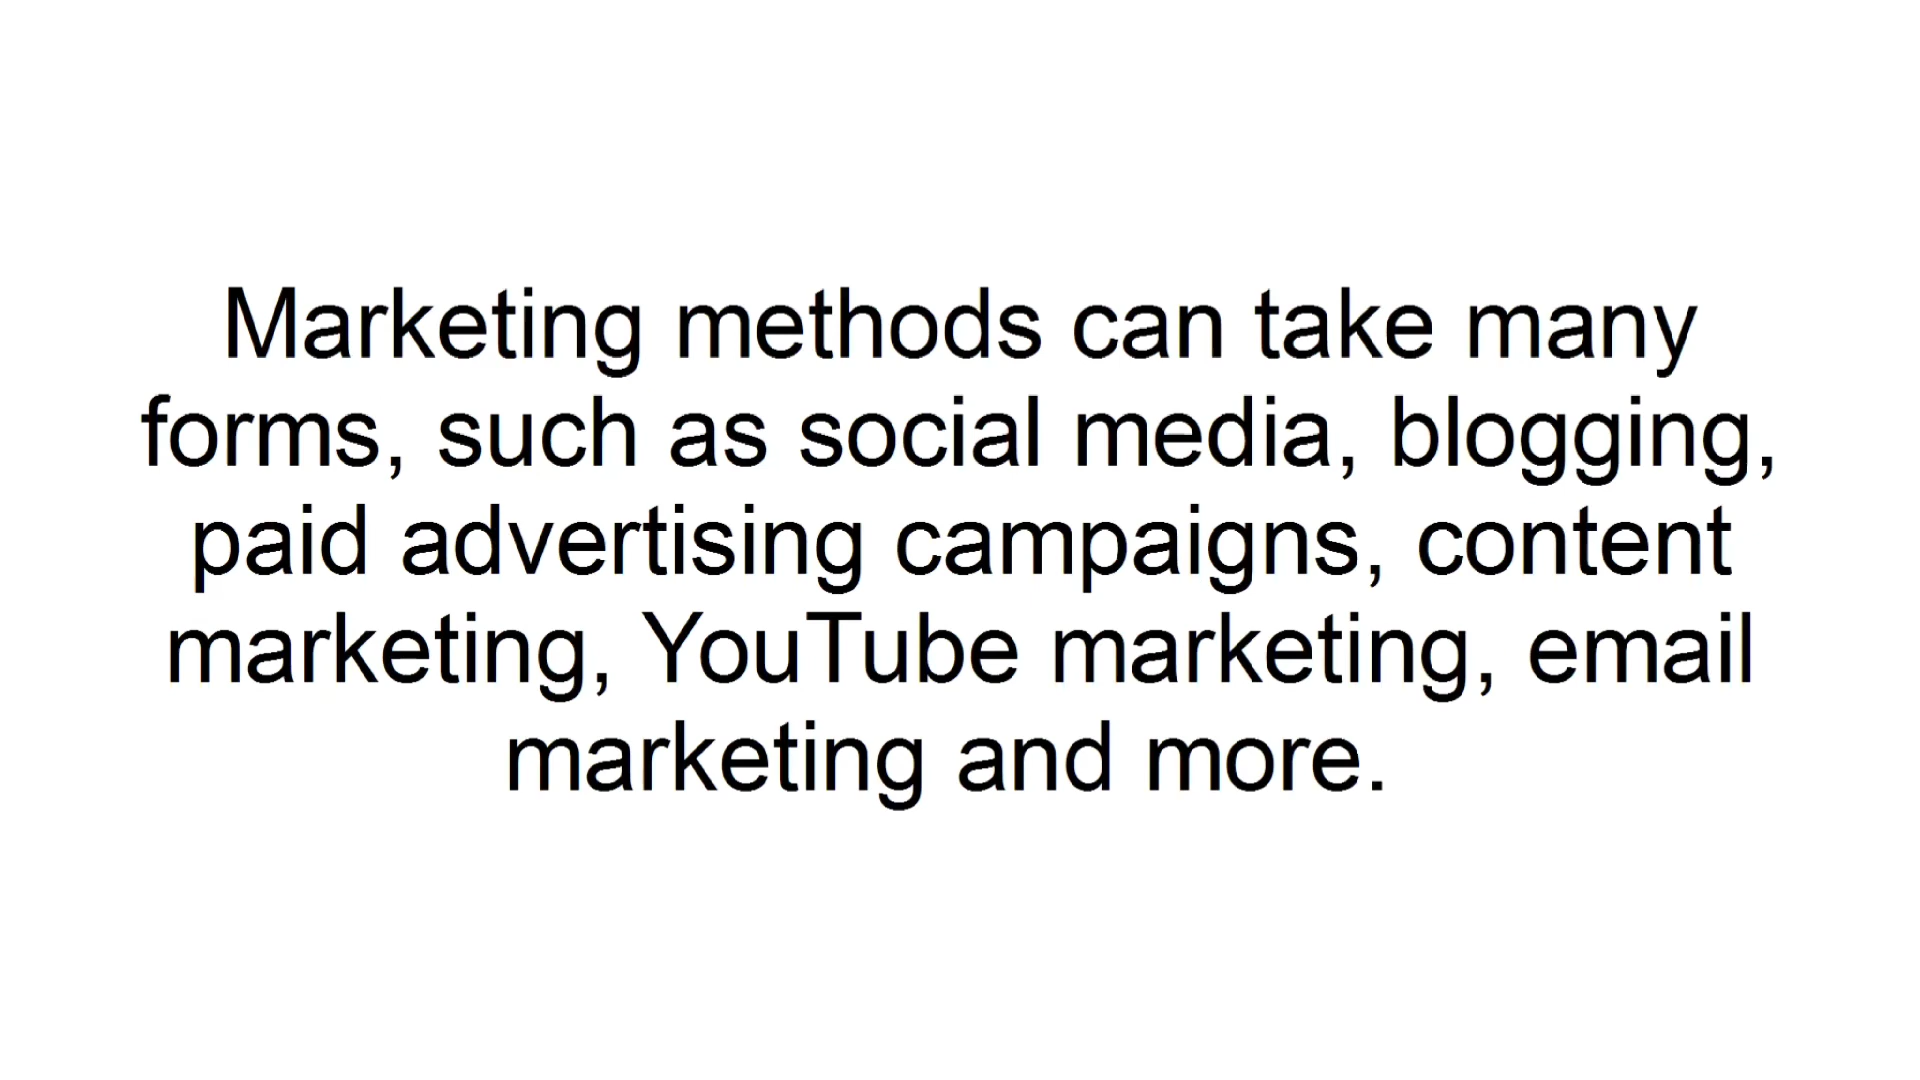 Marketing methods can take many
forms, such as social media, blogging,
paid advertising campaigns, content
marketing, YouTube marketing, email
marketing and more.